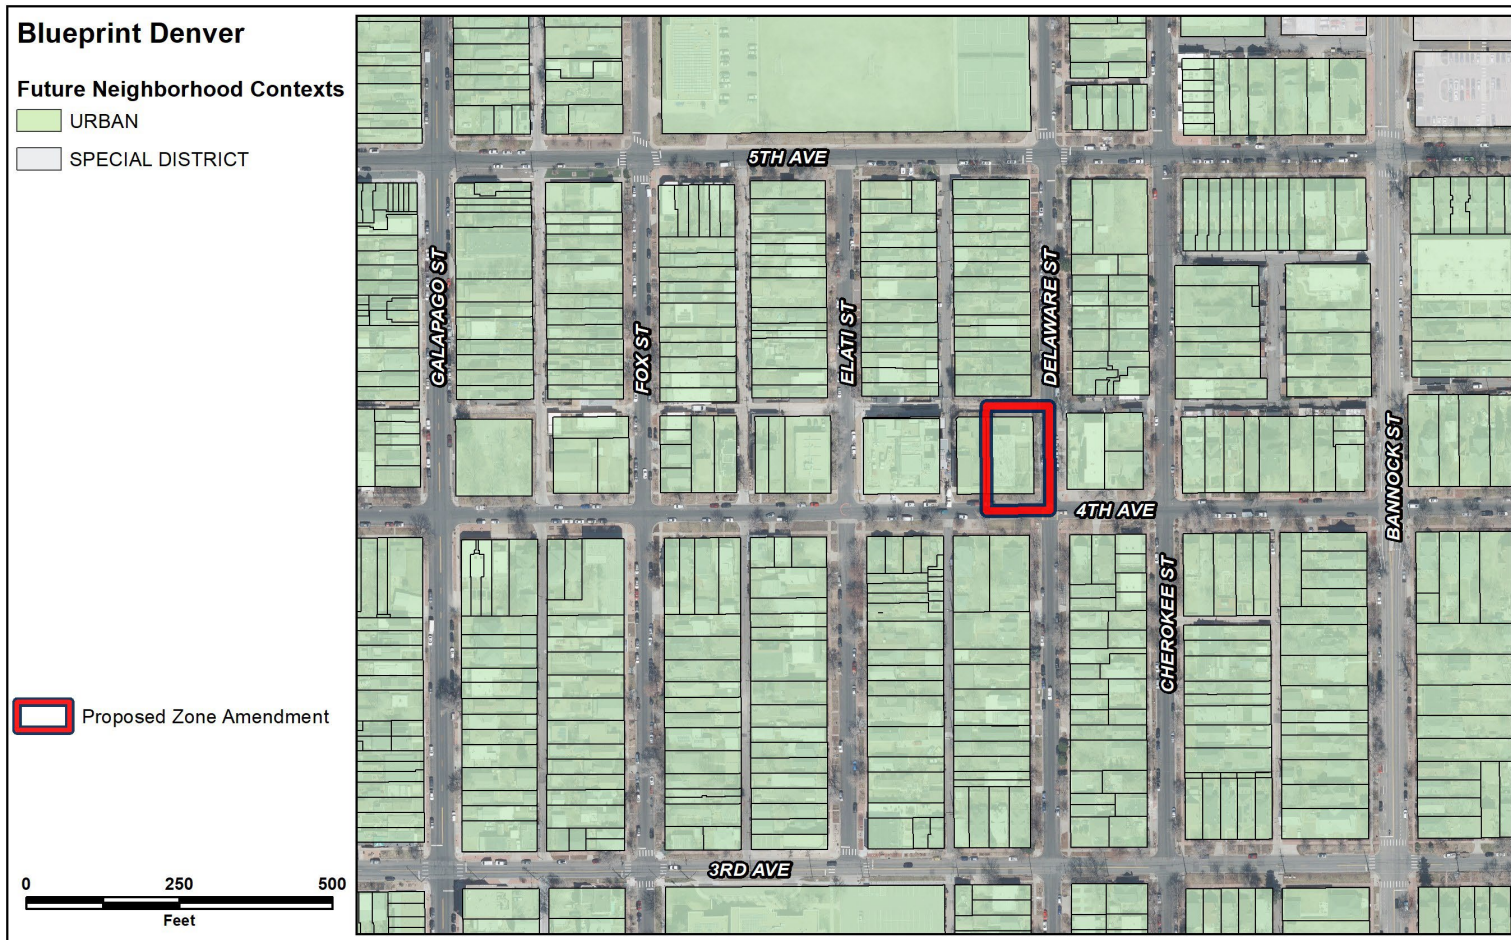 Blueprint Denver
Future Neighborhood Contexts
URBAN
SPECIAL DISTRICT
Proposed Zone Amendment
0 250 500
Feet
5TH AVE
GALAPAGO ST
FOX ST
ELATI ST
DELAWARE ST
BANNOCK ST
4TH AVE
CHEROKEE ST
3RD AVE